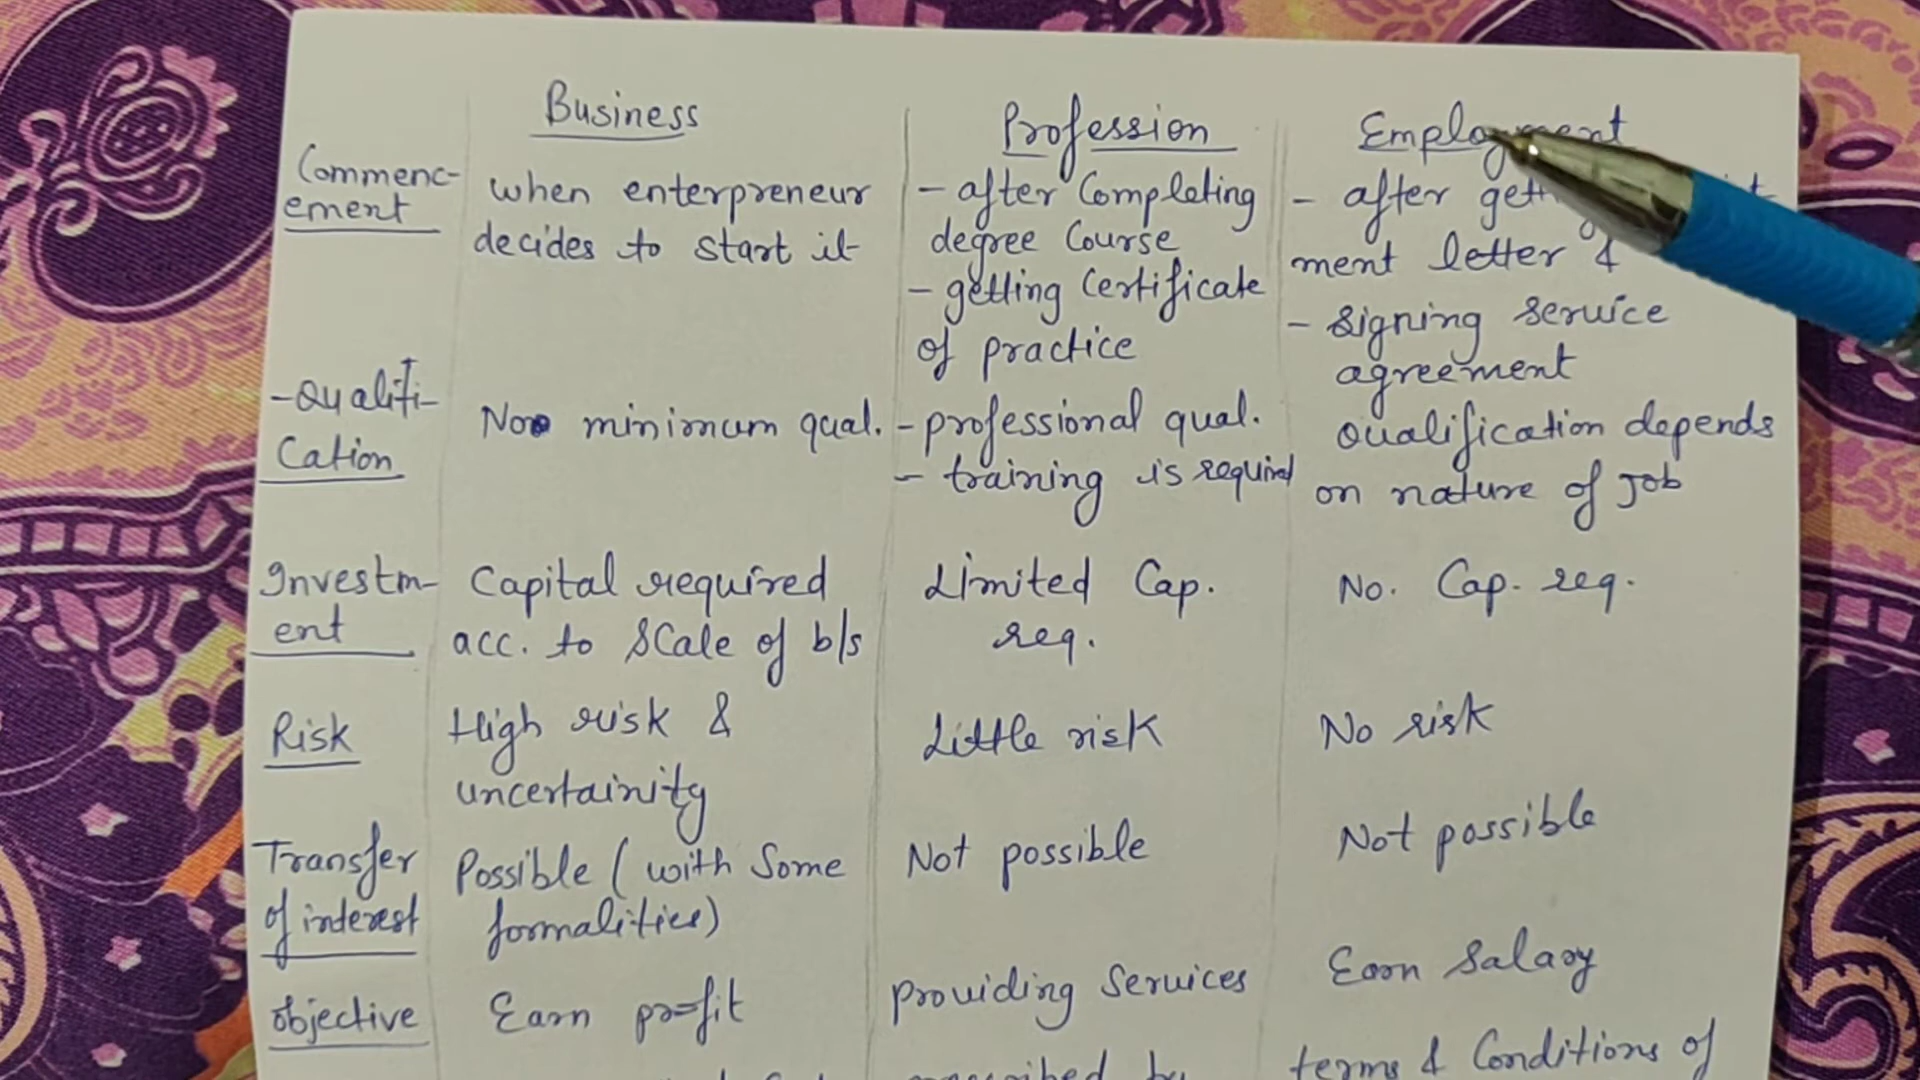 Business
Profession
Employment
Commenc-
ement
when enterpreneur
decides to start it
- after Completing
degree Course
- getting Certificate
of practice
- after
ment letter &
- signing service
agreement
- Qualifi-
Cation
No minimum qual.
- professional qual.
- training is required
Qualification depends
on nature of Job
Investm-
ent
Capital required
acc. to Scale of b/s
Limited Cap.
req.
No. Cap. req.
Risk
High risk &
uncertainity
Little risk
No risk
Transfer
of interest
Possible (with Some
formalities)
Not possible
Not possible
objective
Earn profit
providing Services
Earn Salary
terms & Conditions of